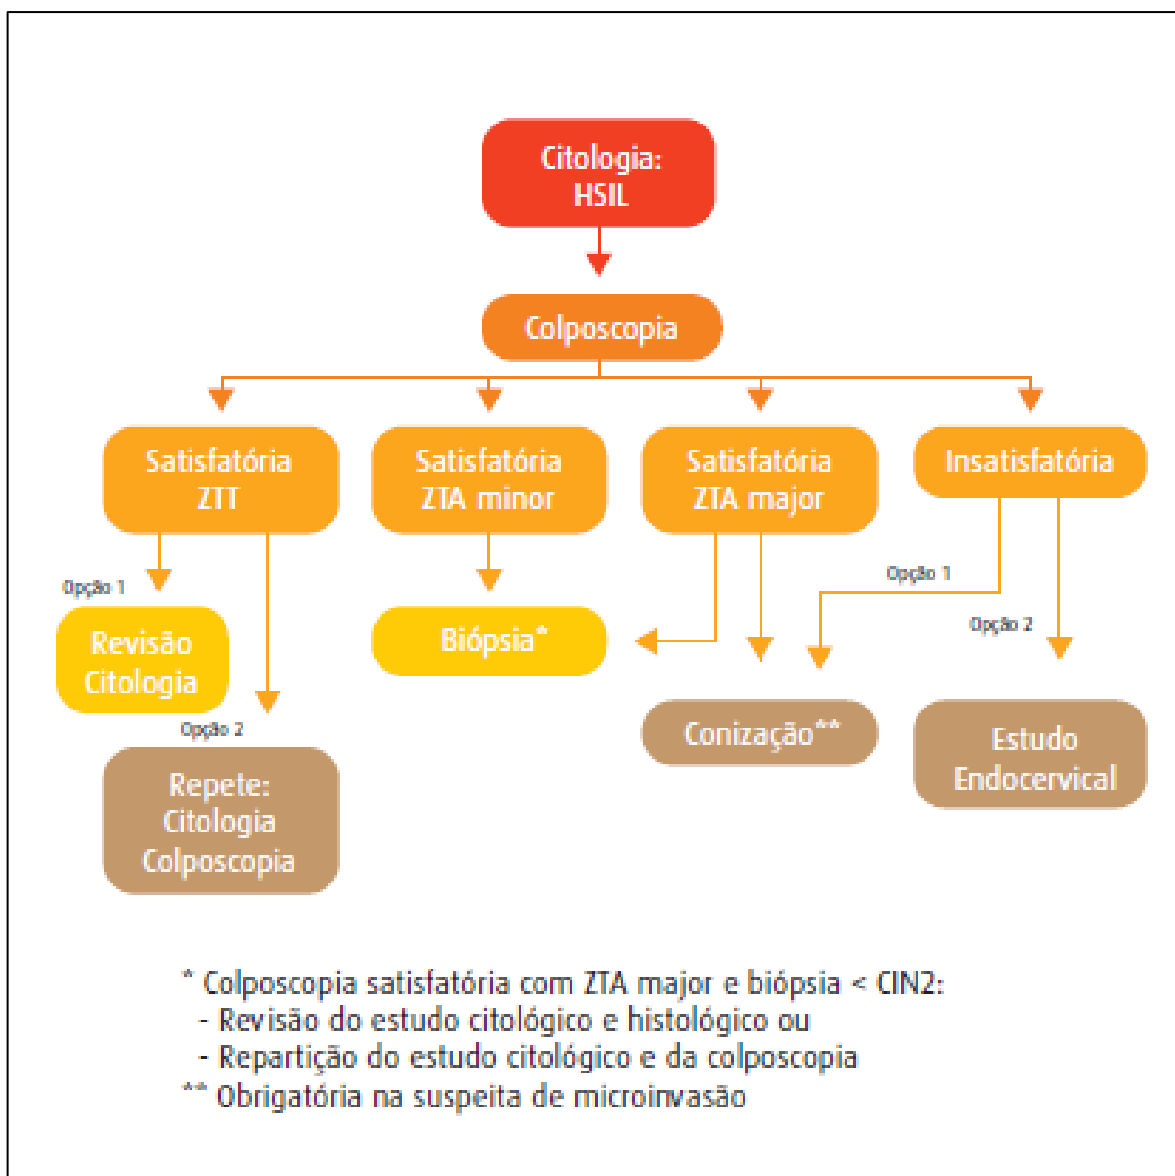 Citologia:
HSIL
Colposcopia
Satisfatória
ZTT
Satisfatória
ZTA minor
Satisfatória
ZTA major
Insatisfatória
Opção 1
Revisão
Citologia
Opção 2
Repete:
Citologia
Colposcopia
Biópsia*
Opção 1
Opção 2
Conização**
Estudo
Endocervical
* Colposcopia satisfatória com ZTA major e biópsia < CIN2:
- Revisão do estudo citológico e histológico ou
- Repartição do estudo citológico e da colposcopia
** Obrigatória na suspeita de microinvasão